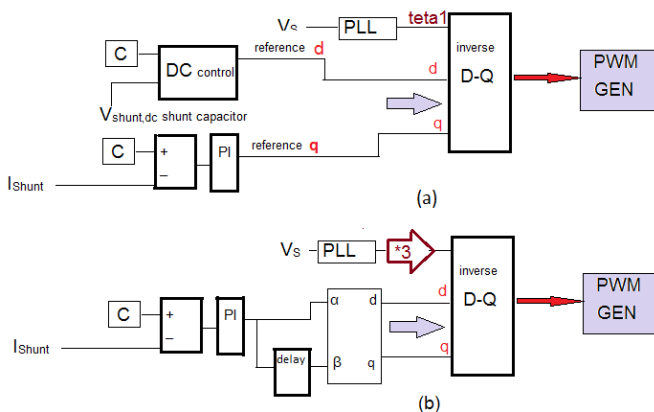 Vs PLL teta1
inverse
D-Q
PWM
GEN
C
DC control
reference d
d
Vshunt,dc shunt capacitor
q
C
+
−
PI
reference q
IShunt
(a)
Vs PLL *3
inverse
D-Q
PWM
GEN
C
+
−
PI
α d
d
IShunt
delay
β q
q
(b)